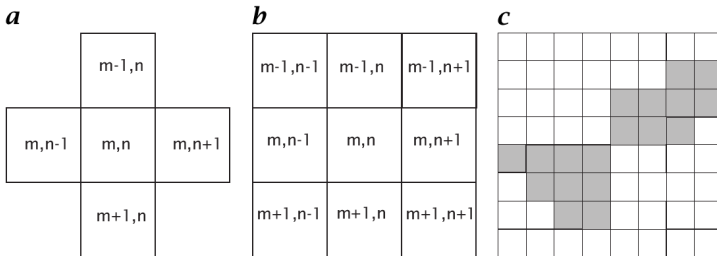 a b c
m-1,n m-1,n-1 m-1,n m-1,n+1
m,n-1 m,n m,n+1 m,n-1 m,n m,n+1
m+1,n m+1,n-1 m+1,n m+1,n+1